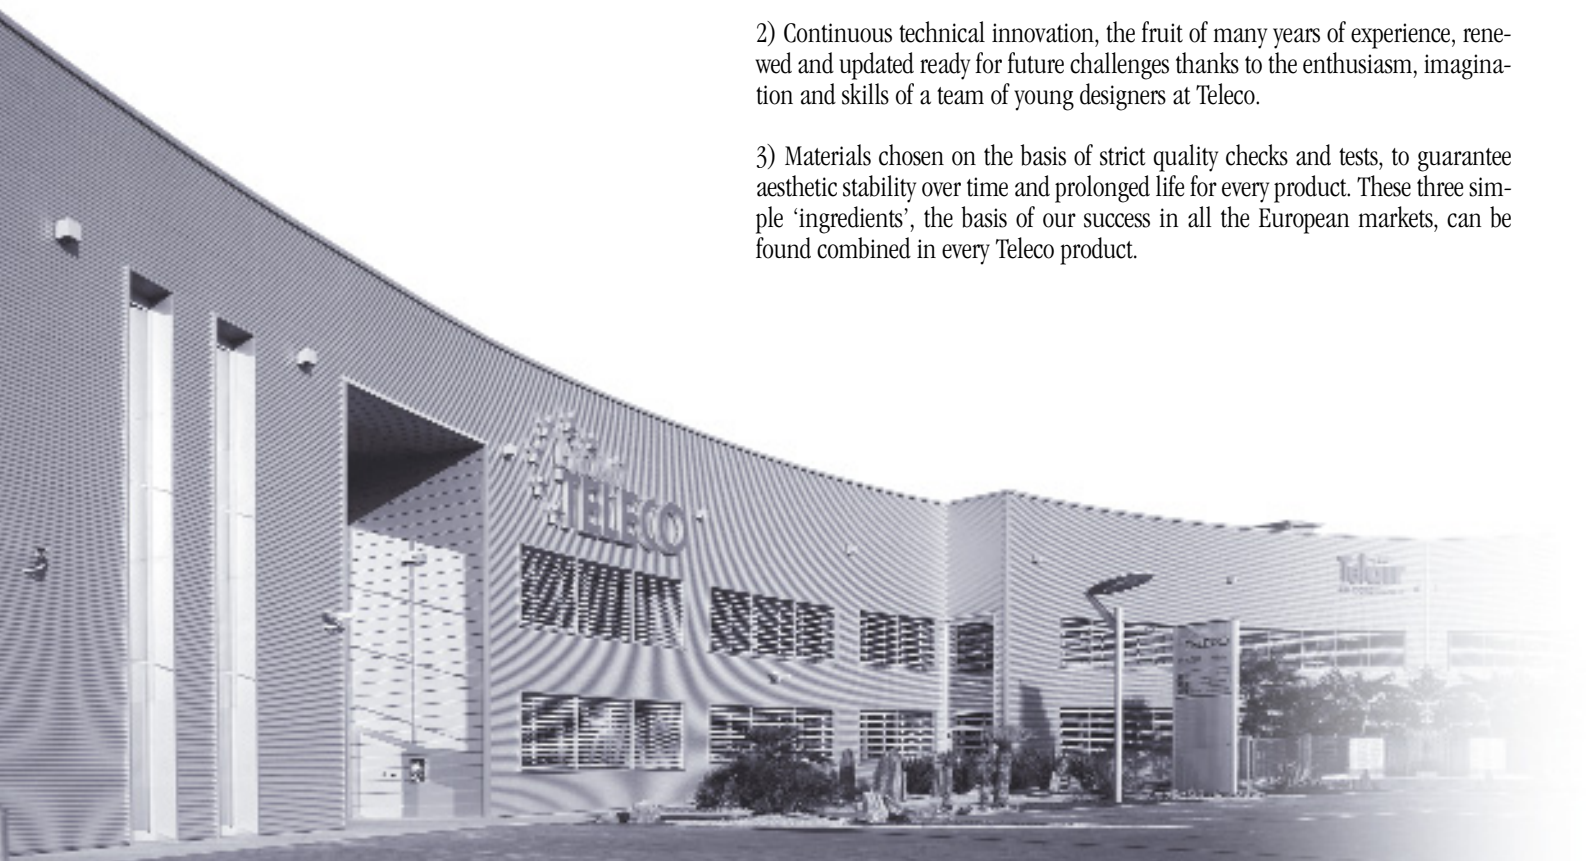 2) Continuous technical innovation, the fruit of many years of experience, rene-
wed and updated ready for future challenges thanks to the enthusiasm, imagina-
tion and skills of a team of young designers at Teleco.
3) Materials chosen on the basis of strict quality checks and tests, to guarantee
aesthetic stability over time and prolonged life for every product. These three sim-
ple ‘ingredients’, the basis of our success in all the European markets, can be
found combined in every Teleco product.
TELECO
Telair
TELECO